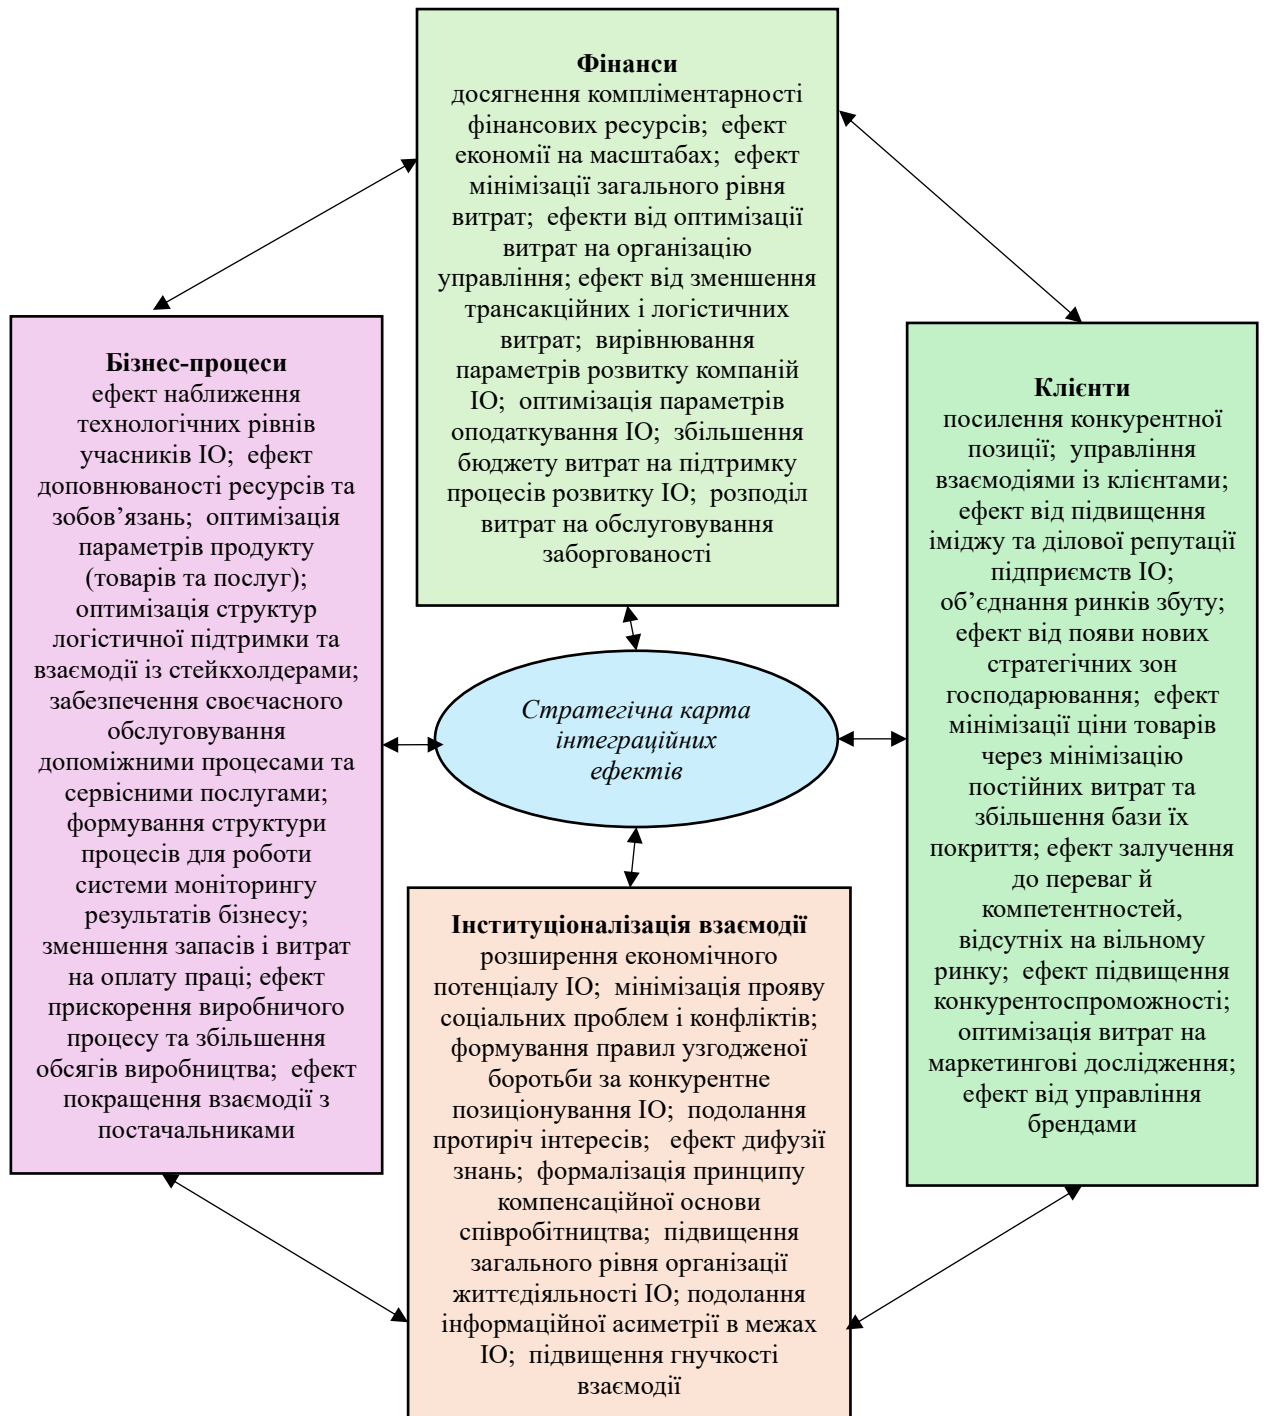 Фінанси
досягнення компліментарності
фінансових ресурсів;  ефект
економії на масштабах;  ефект
мінімізації загального рівня
витрат;  ефекти від оптимізації
витрат на організацію
управління; ефект від зменшення
трансакційних і логістичних
витрат;  вирівнювання
параметрів розвитку компаній
ІО;  оптимізація параметрів
оподаткування ІО;  збільшення
бюджету витрат на підтримку
процесів розвитку ІО;  розподіл
витрат на обслуговування
заборгованості
Бізнес-процеси
ефект наближення
технологічних рівнів
учасників ІО;  ефект
доповнюваності ресурсів та
зобов’язань;  оптимізація
параметрів продукту
(товарів та послуг);
оптимізація структур
логістичної підтримки та
взаємодії із стейкхолдерами;
забезпечення своєчасного
обслуговування
допоміжними процесами та
сервісними послугами;
формування структури
процесів для роботи
системи моніторингу
результатів бізнесу;
зменшення запасів і витрат
на оплату праці; ефект
прискорення виробничого
процесу та збільшення
обсягів виробництва;  ефект
покращення взаємодії з
постачальниками
Стратегічна карта
інтеграційних
ефектів
Клієнти
посилення конкурентної
позиції;  управління
взаємодіями із клієнтами;
ефект від підвищення
іміджу та ділової репутації
підприємств ІО;
об’єднання ринків збуту;
ефект від появи нових
стратегічних зон
господарювання;  ефект
мінімізації ціни товарів
через мінімізацію
постійних витрат та
збільшення бази їх
покриття; ефект залучення
до переваг й
компетентностей,
відсутніх на вільному
ринку;  ефект підвищення
конкурентоспроможності;
оптимізація витрат на
маркетингові дослідження;
ефект від управління
брендами
Інституціоналізація взаємодії
розширення економічного
потенціалу ІО;  мінімізація прояву
соціальних проблем і конфліктів;
формування правил узгодженої
боротьби за конкурентне
позиціонування ІО;  подолання
протиріч інтересів;  ефект дифузії
знань;  формалізація принципу
компенсаційної основи
співробітництва;  підвищення
загального рівня організації
життєдіяльності ІО; подолання
інформаційної асиметрії в межах
ІО;  підвищення гнучкості
взаємодії